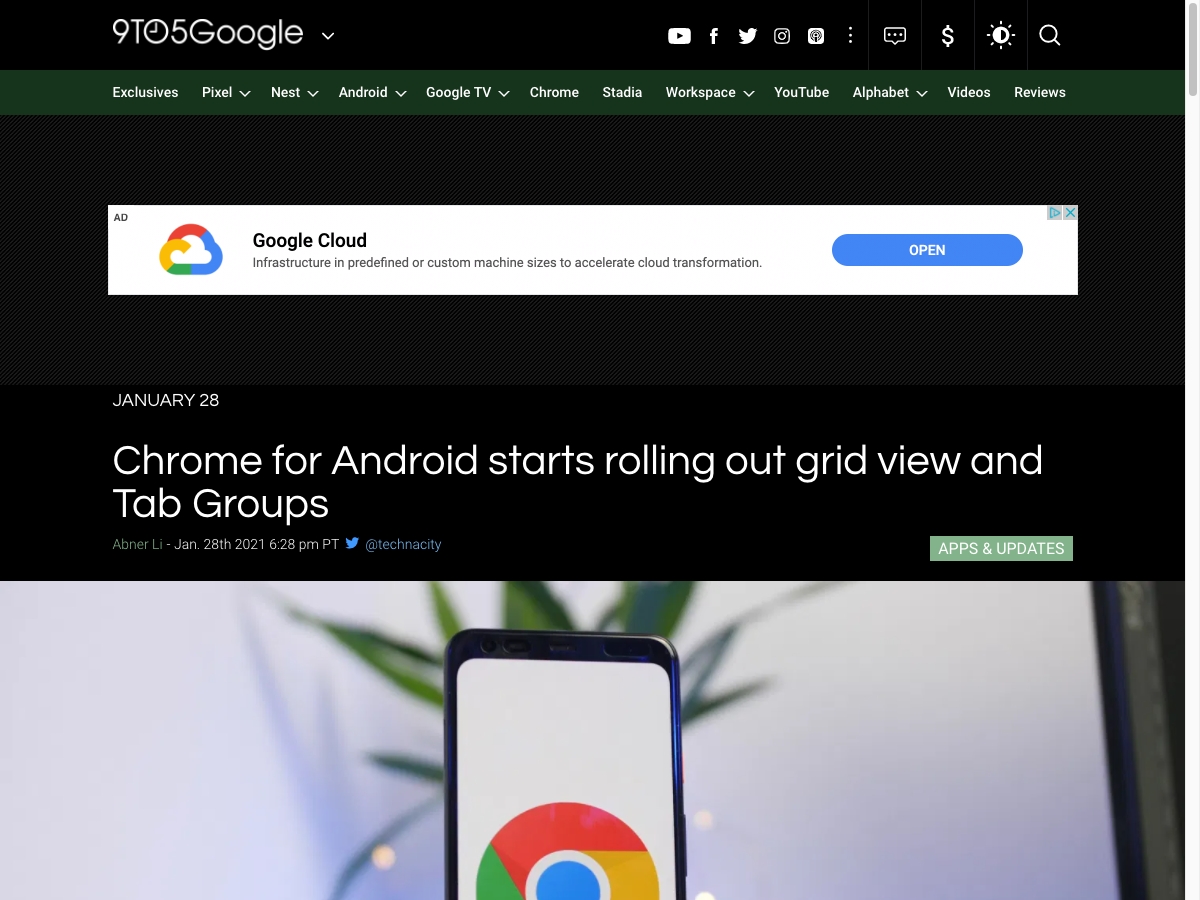 9TO5Google
Exclusives Pixel Nest Android Google TV Chrome Stadia Workspace YouTube Alphabet Videos Reviews
AD
Google Cloud
Infrastructure in predefined or custom machine sizes to accelerate cloud transformation.
OPEN
JANUARY 28
Chrome for Android starts rolling out grid view and
Tab Groups
Abner Li - Jan. 28th 2021 6:28 pm PT @technacity
APPS & UPDATES